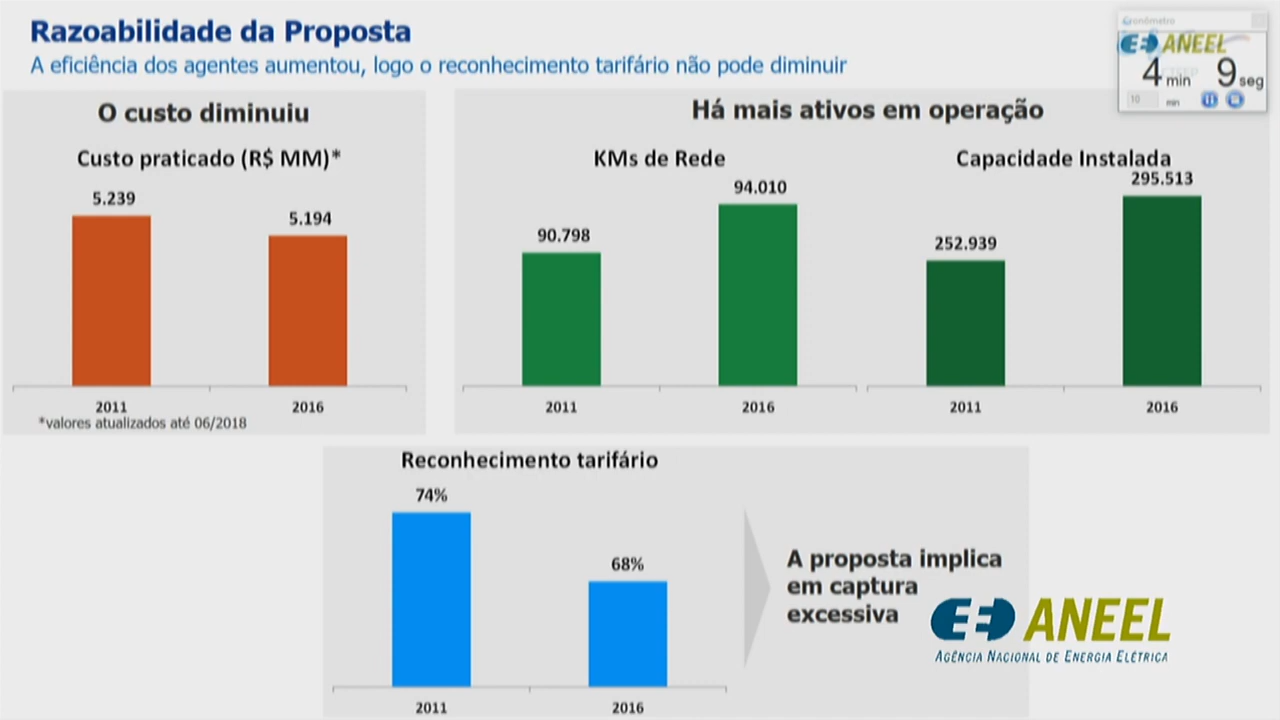 Razoabilidade da Proposta
A eficiência dos agentes aumentou, logo o reconhecimento tarifário não pode diminuir
Cronômetro
ANEEL
4 min 9 seg
10 min
O custo diminuiu
Custo praticado (R$ MM)*
5.239
5.194
2011
2016
*valores atualizados até 06/2018
Há mais ativos em operação
KMs de Rede
90.798
94.010
2011
2016
Capacidade Instalada
252.939
295.513
2011
2016
Reconhecimento tarifário
74%
68%
2011
2016
A proposta implica
em captura
excessiva
ANEEL
AGÊNCIA NACIONAL DE ENERGIA ELÉTRICA